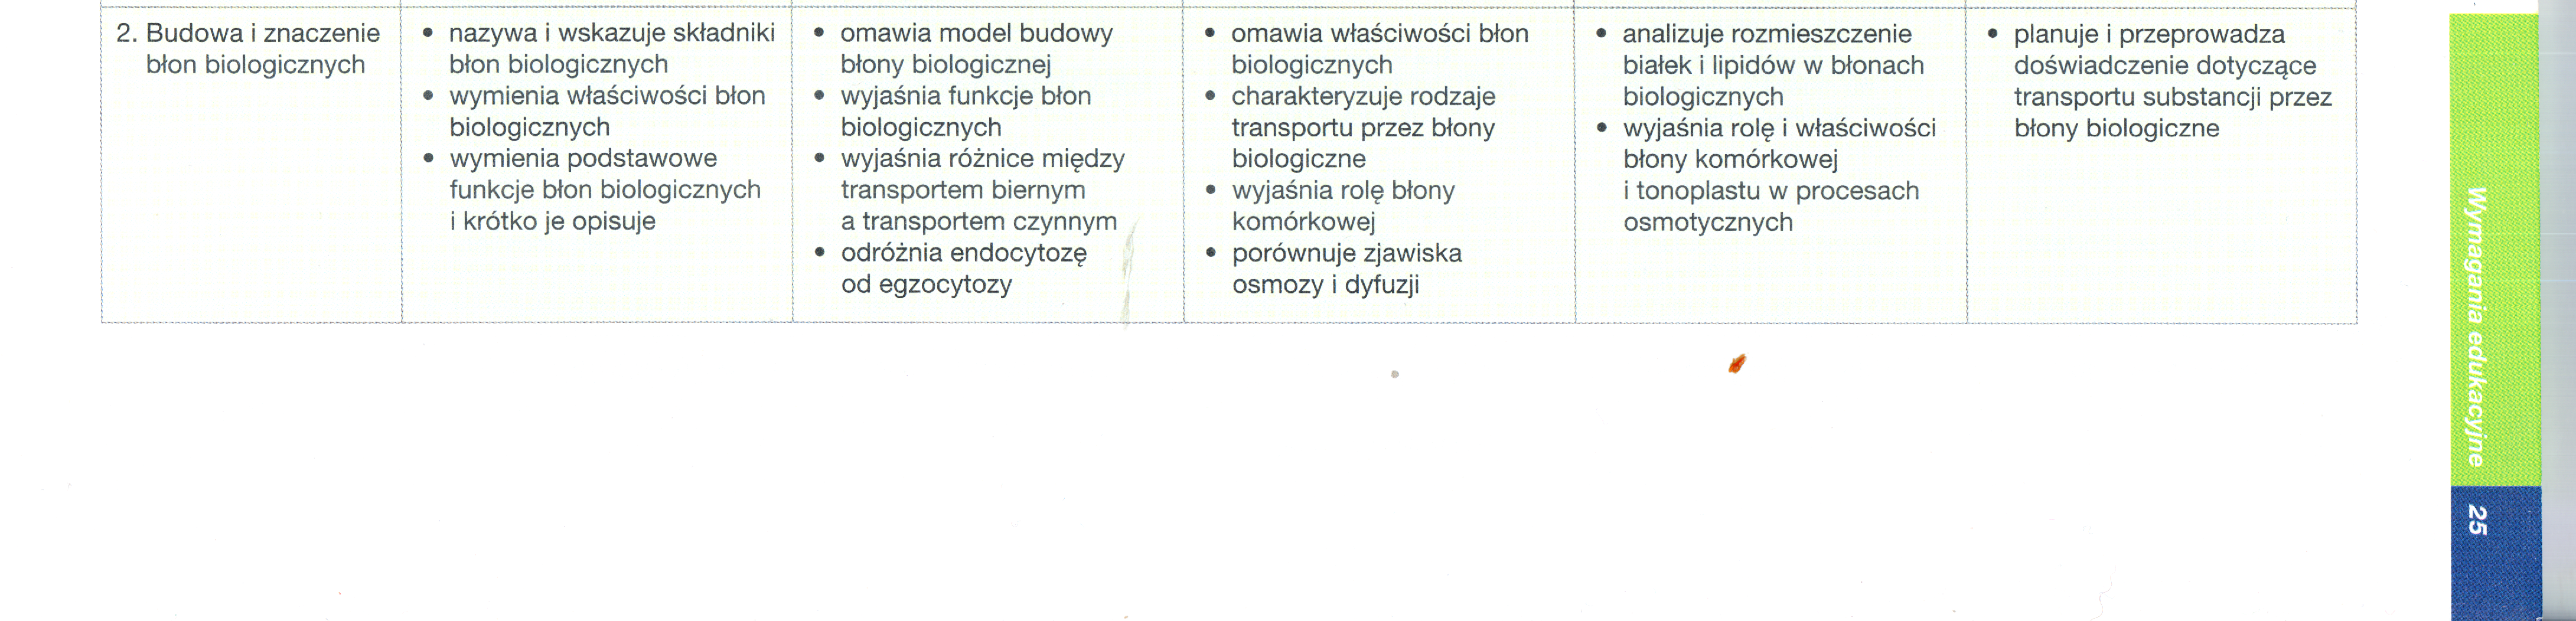 2. Budowa i znaczenie
błon biologicznych
• nazywa i wskazuje składniki
błon biologicznych
• wymienia właściwości błon
biologicznych
• wymienia podstawowe
funkcje błon biologicznych
i krótko je opisuje
• omawia model budowy
błony biologicznej
• wyjaśnia funkcje błon
biologicznych
• wyjaśnia różnice między
transportem biernym
a transportem czynnym
• odróżnia endocytozę
od egzocytozy
• omawia właściwości błon
biologicznych
• charakteryzuje rodzaje
transportu przez błony
biologiczne
• wyjaśnia rolę błony
komórkowej
• porównuje zjawiska
osmozy i dyfuzji
• analizuje rozmieszczenie
białek i lipidów w błonach
biologicznych
• wyjaśnia rolę i właściwości
błony komórkowej
i tonoplastu w procesach
osmotycznych
• planuje i przeprowadza
doświadczenie dotyczące
transportu substancji przez
błony biologiczne
Wymagania edukacyjne
25